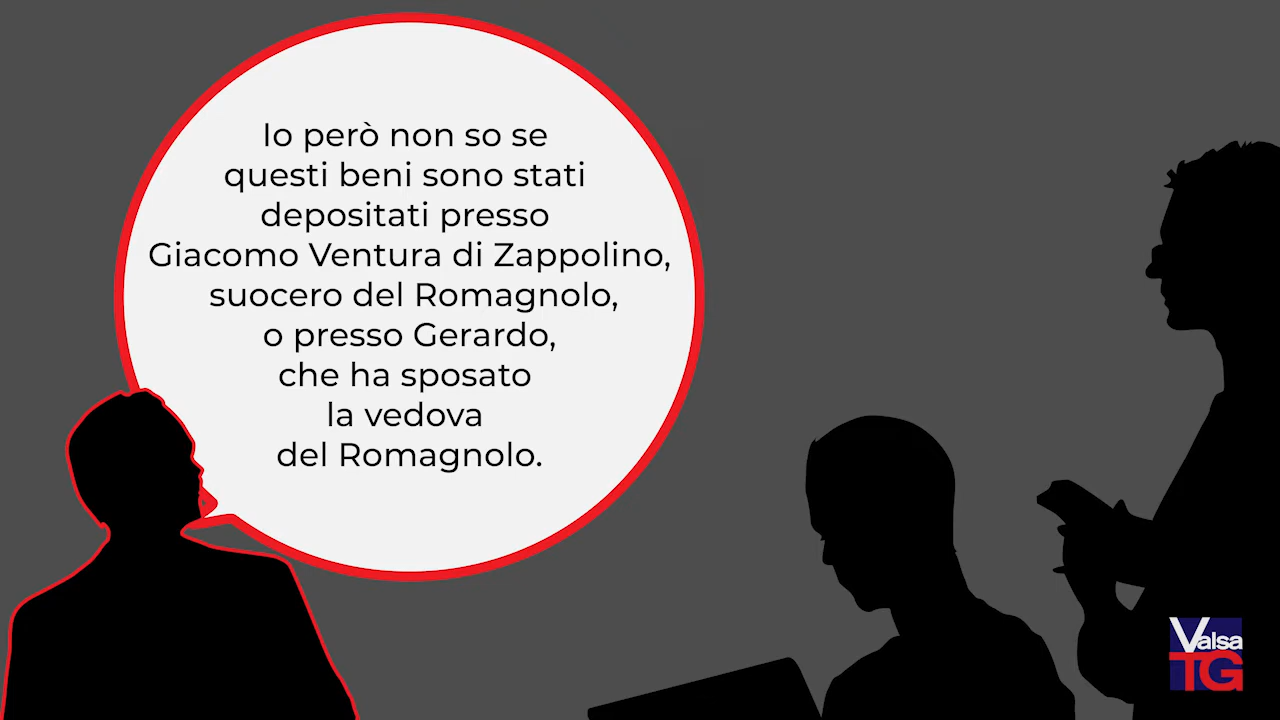 Io però non so se
questi beni sono stati
depositati presso
Giacomo Ventura di Zappolino,
suocero del Romagnolo,
o presso Gerardo,
che ha sposato
la vedova
del Romagnolo.
Valsa
TG